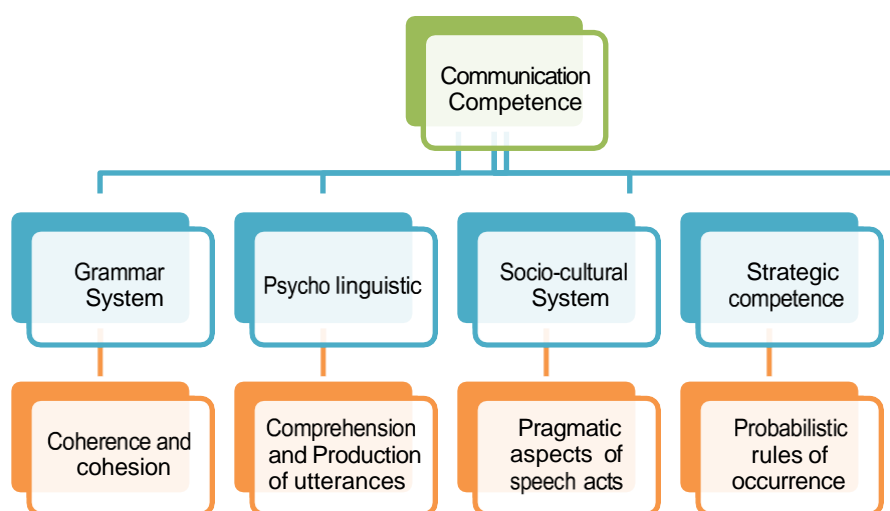 Communication
Competence
Grammar
System
Psycho linguistic
Socio-cultural
System
Strategic
competence
Coherence and
cohesion
Comprehension
and Production
of utterances
Pragmatic
aspects of
speech acts
Probabilistic
rules of
occurrence